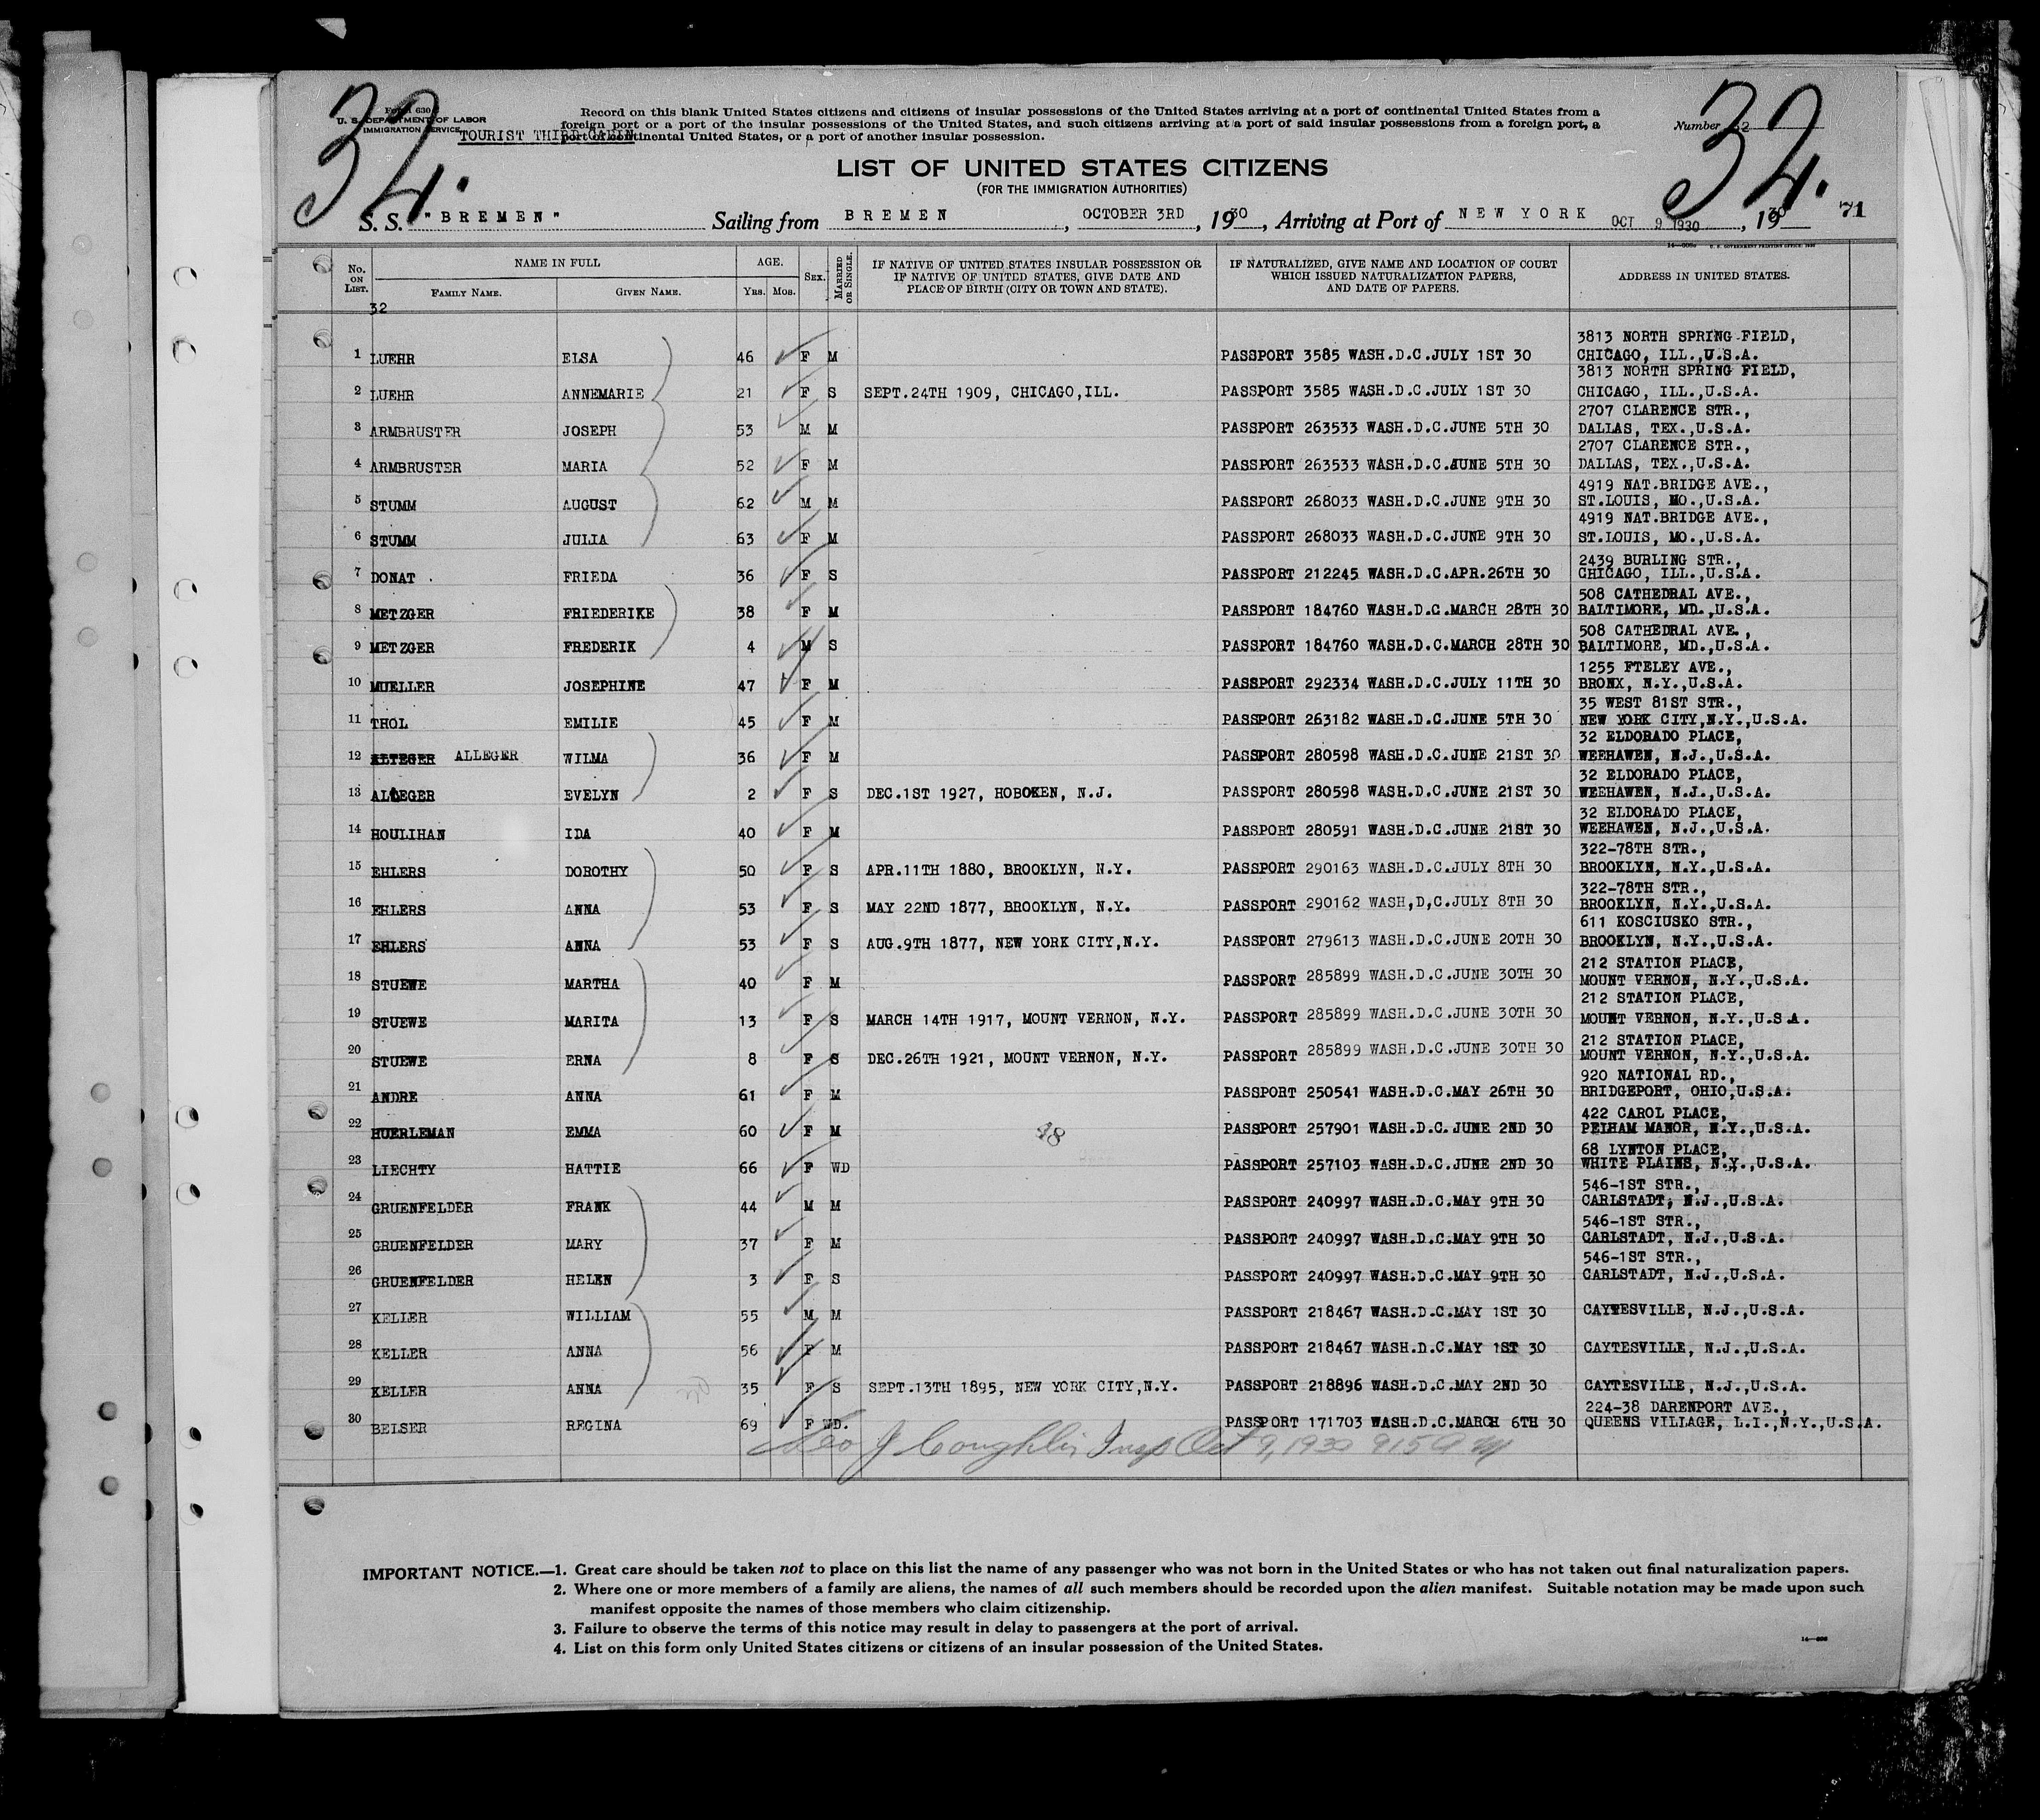 32.
32.
Form 630
U. S. DEPARTMENT OF LABOR
IMMIGRATION SERVICE
TOURIST THIRD CABIN
Record on this blank United States citizens and citizens of insular possessions of the United States arriving at a port of continental United States from a
foreign port or a port of the insular possessions of the United States, and such citizens arriving at a port of said insular possessions from a foreign port, a
port of continental United States, or a port of another insular possession.
Number 32
LIST OF UNITED STATES CITIZENS
(FOR THE IMMIGRATION AUTHORITIES)
S. S. "BREMEN" Sailing from BREMEN, OCTOBER 3RD, 1930, Arriving at Port of NEW YORK OCT 9 1930, 1930 71
U. S. GOVERNMENT PRINTING OFFICE
No. ON LIST. NAME IN FULL FAMILY NAME. GIVEN NAME. AGE. YRS. MOS. SEX. MARRIED OR SINGLE. IF NATIVE OF UNITED STATES INSULAR POSSESSION OR IF NATIVE OF UNITED STATES, GIVE DATE AND PLACE OF BIRTH (CITY OR TOWN AND STATE). IF NATURALIZED, GIVE NAME AND LOCATION OF COURT WHICH ISSUED NATURALIZATION PAPERS, AND DATE OF PAPERS. ADDRESS IN UNITED STATES.
32
3813 NORTH SPRING FIELD,
1 LUEHR ELSA 46 F M PASSPORT 3585 WASH.D.C.JULY 1ST 30 CHICAGO, ILL.,U.S.A.
3813 NORTH SPRING FIELD,
2 LUEHR ANNEMARIE 21 F S SEPT.24TH 1909, CHICAGO,ILL. PASSPORT 3585 WASH.D.C.JULY 1ST 30 CHICAGO, ILL.,U.S.A.
2707 CLARENCE STR.,
3 ARMBRUSTER JOSEPH 53 M M PASSPORT 263533 WASH.D.C.JUNE 5TH 30 DALLAS, TEX.,U.S.A.
2707 CLARENCE STR.,
4 ARMBRUSTER MARIA 52 F M PASSPORT 263533 WASH.D.C.JUNE 5TH 30 DALLAS, TEX.,U.S.A.
4919 NAT.BRIDGE AVE.,
5 STUMM AUGUST 62 M M PASSPORT 268033 WASH.D.C.JUNE 9TH 30 ST.LOUIS, MO.,U.S.A.
4919 NAT.BRIDGE AVE.,
6 STUMM JULIA 63 F M PASSPORT 268033 WASH.D.C.JUNE 9TH 30 ST.LOUIS, MO.,U.S.A.
2439 BURLING STR.,
7 DONAT . FRIEDA 36 F S PASSPORT 212245 WASH.D.C.APR.26TH 30 CHICAGO, ILL.,U.S.A.
508 CATHEDRAL AVE.,
8 METZGER FRIEDERIKE 38 F M PASSPORT 184760 WASH.D.C.MARCH 28TH 30 BALTIMORE, MD.,U.S.A.
508 CATHEDRAL AVE.,
9 METZGER FREDERIK 4 M S PASSPORT 184760 WASH.D.C.MARCH 28TH 30 BALTIMORE, MD.,U.S.A.
1255 FTELEY AVE.,
10 MUELLER JOSEPHINE 47 F M PASSPORT 292334 WASH.D.C.JULY 11TH 30 BRONX, N.Y.,U.S.A.
35 WEST 81ST STR.,
11 THOL EMILIE 45 F M PASSPORT 263182 WASH.D.C.JUNE 5TH 30 NEW YORK CITY,N.Y.,U.S.A.
32 ELDORADO PLACE,
12 ALTEGER ALLEGER WILMA 36 F M PASSPORT 280598 WASH.D.C.JUNE 21ST 30 WEEHAWEN, N.J.,U.S.A.
32 ELDORADO PLACE,
13 ALLEGER EVELYN 2 F S DEC.1ST 1927, HOBOKEN, N.J. PASSPORT 280598 WASH.D.C.JUNE 21ST 30 WEEHAWEN, N.J.,U.S.A.
32 ELDORADO PLACE,
14 HOULIHAN IDA 40 F M PASSPORT 280591 WASH.D.C.JUNE 21ST 30 WEEHAWEN, N.J.,U.S.A.
322-78TH STR.,
15 EHLERS DOROTHY 50 F S APR.11TH 1880, BROOKLYN, N.Y. PASSPORT 290163 WASH.D.C.JULY 8TH 30 BROOKLYN, N.Y.,U.S.A.
322-78TH STR.,
16 EHLERS ANNA 53 F S MAY 22ND 1877, BROOKLYN, N.Y. PASSPORT 290162 WASH,D,C.JULY 8TH 30 BROOKLYN, N.Y.,U.S.A.
611 KOSCIUSKO STR.,
17 EHLERS ANNA 53 F S AUG.9TH 1877, NEW YORK CITY,N.Y. PASSPORT 279613 WASH.D.C.JUNE 20TH 30 BROOKLYN, N.Y.,U.S.A.
212 STATION PLACE,
18 STUEWE MARTHA 40 F M PASSPORT 285899 WASH.D.C.JUNE 30TH 30 MOUNT VERNON, N.Y.,U.S.A.
212 STATION PLACE,
19 STUEWE MARITA 13 F S MARCH 14TH 1917, MOUNT VERNON, N.Y. PASSPORT 285899 WASH.D.C.JUNE 30TH 30 MOUNT VERNON, N.Y.,U.S.A.
212 STATION PLACE,
20 STUEWE ERNA 8 F S DEC.26TH 1921, MOUNT VERNON, N.Y. PASSPORT 285899 WASH.D.C.JUNE 30TH 30 MOUNT VERNON, N.Y.,U.S.A.
920 NATIONAL RD.,
21 ANDRE ANNA 61 F M PASSPORT 250541 WASH.D.C.MAY 26TH 30 BRIDGEPORT, OHIO,U.S.A.
422 CAROL PLACE,
22 HUERLEMAN EMMA 60 F M 48 PASSPORT 257901 WASH.D.C.JUNE 2ND 30 PELHAM MANOR, N.Y.,U.S.A.
68 LYNTON PLACE,
23 LIECHTY HATTIE 66 F WD PASSPORT 257103 WASH.D.C.JUNE 2ND 30 WHITE PLAINS, N.Y.,U.S.A.
546-1ST STR.,
24 GRUENFELDER FRANK 44 M M PASSPORT 240997 WASH.D.C.MAY 9TH 30 CARLSTADT, N.J.,U.S.A.
546-1ST STR.,
25 GRUENFELDER MARY 37 F M PASSPORT 240997 WASH.D.C.MAY 9TH 30 CARLSTADT, N.J.,U.S.A.
546-1ST STR.,
26 GRUENFELDER HELEN 3 F S PASSPORT 240997 WASH.D.C.MAY 9TH 30 CARLSTADT, N.J.,U.S.A.
27 KELLER WILLIAM 55 M M PASSPORT 218467 WASH.D.C.MAY 1ST 30 CAYTESVILLE, N.J.,U.S.A.
28 KELLER ANNA 56 F M PASSPORT 218467 WASH.D.C.MAY 1ST 30 CAYTESVILLE, N.J.,U.S.A.
29 KELLER ANNA 30 35 F S SEPT.13TH 1895, NEW YORK CITY,N.Y. PASSPORT 218896 WASH.D.C.MAY 2ND 30 CAYTESVILLE, N.J.,U.S.A.
224-38 DARENPORT AVE.,
30 BELSER REGINA 69 F WD. PASSPORT 171703 WASH.D.C.MARCH 6TH 30 QUEENS VILLAGE, L.I.,N.Y.,U.S.A.
Leo J Coughlin Insp Oct 9, 1930 915 AM
IMPORTANT NOTICE.—1. Great care should be taken not to place on this list the name of any passenger who was not born in the United States or who has not taken out final naturalization papers.
2. Where one or more members of a family are aliens, the names of all such members should be recorded upon the alien manifest. Suitable notation may be made upon such
manifest opposite the names of those members who claim citizenship.
3. Failure to observe the terms of this notice may result in delay to passengers at the port of arrival.
4. List on this form only United States citizens or citizens of an insular possession of the United States.